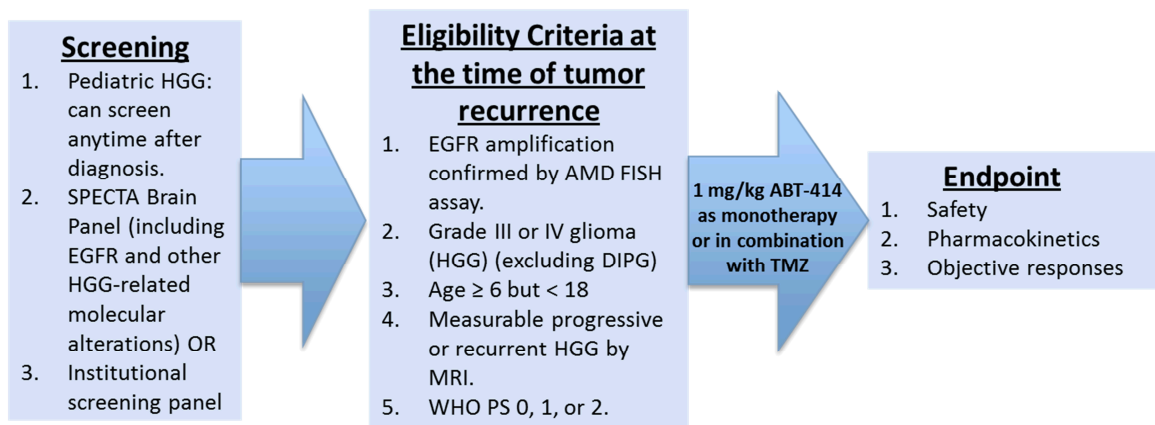 Screening
1. Pediatric HGG:
can screen
anytime after
diagnosis.
2. SPECTA Brain
Panel (including
EGFR and other
HGG-related
molecular
alterations) OR
3. Institutional
screening panel
Eligibility Criteria at
the time of tumor
recurrence
1. EGFR amplification
confirmed by AMD FISH
assay.
2. Grade III or IV glioma
(HGG) (excluding DIPG)
3. Age ≥ 6 but < 18
4. Measurable progressive
or recurrent HGG by
MRI.
5. WHO PS 0, 1, or 2.
1 mg/kg ABT-414
as monotherapy
or in combination
with TMZ
Endpoint
1. Safety
2. Pharmacokinetics
3. Objective responses